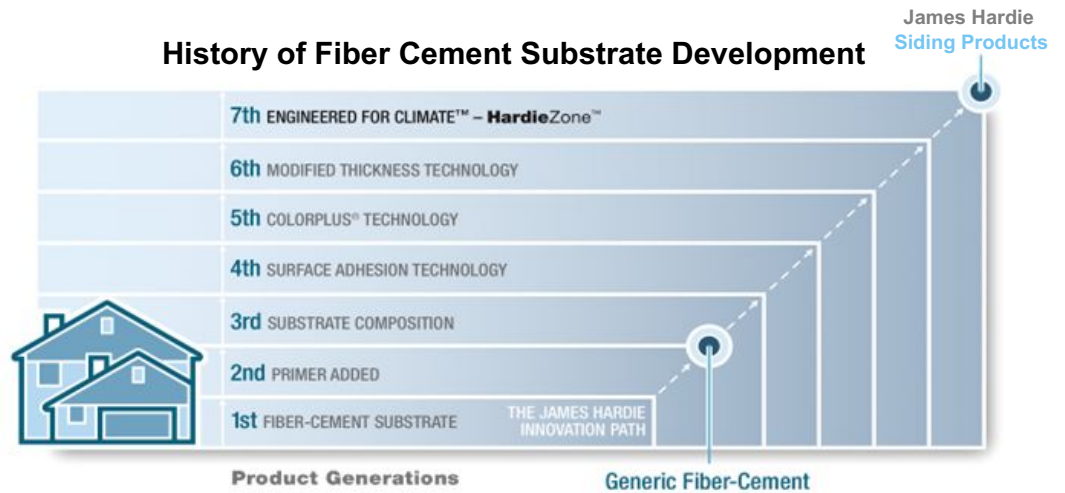 James Hardie
Siding Products
History of Fiber Cement Substrate Development
7th ENGINEERED FOR CLIMATE™ – HardieZone™
6th MODIFIED THICKNESS TECHNOLOGY
5th COLORPLUS® TECHNOLOGY
4th SURFACE ADHESION TECHNOLOGY
3rd SUBSTRATE COMPOSITION
2nd PRIMER ADDED
1st FIBER-CEMENT SUBSTRATE
THE JAMES HARDIE
INNOVATION PATH
Product Generations
Generic Fiber-Cement